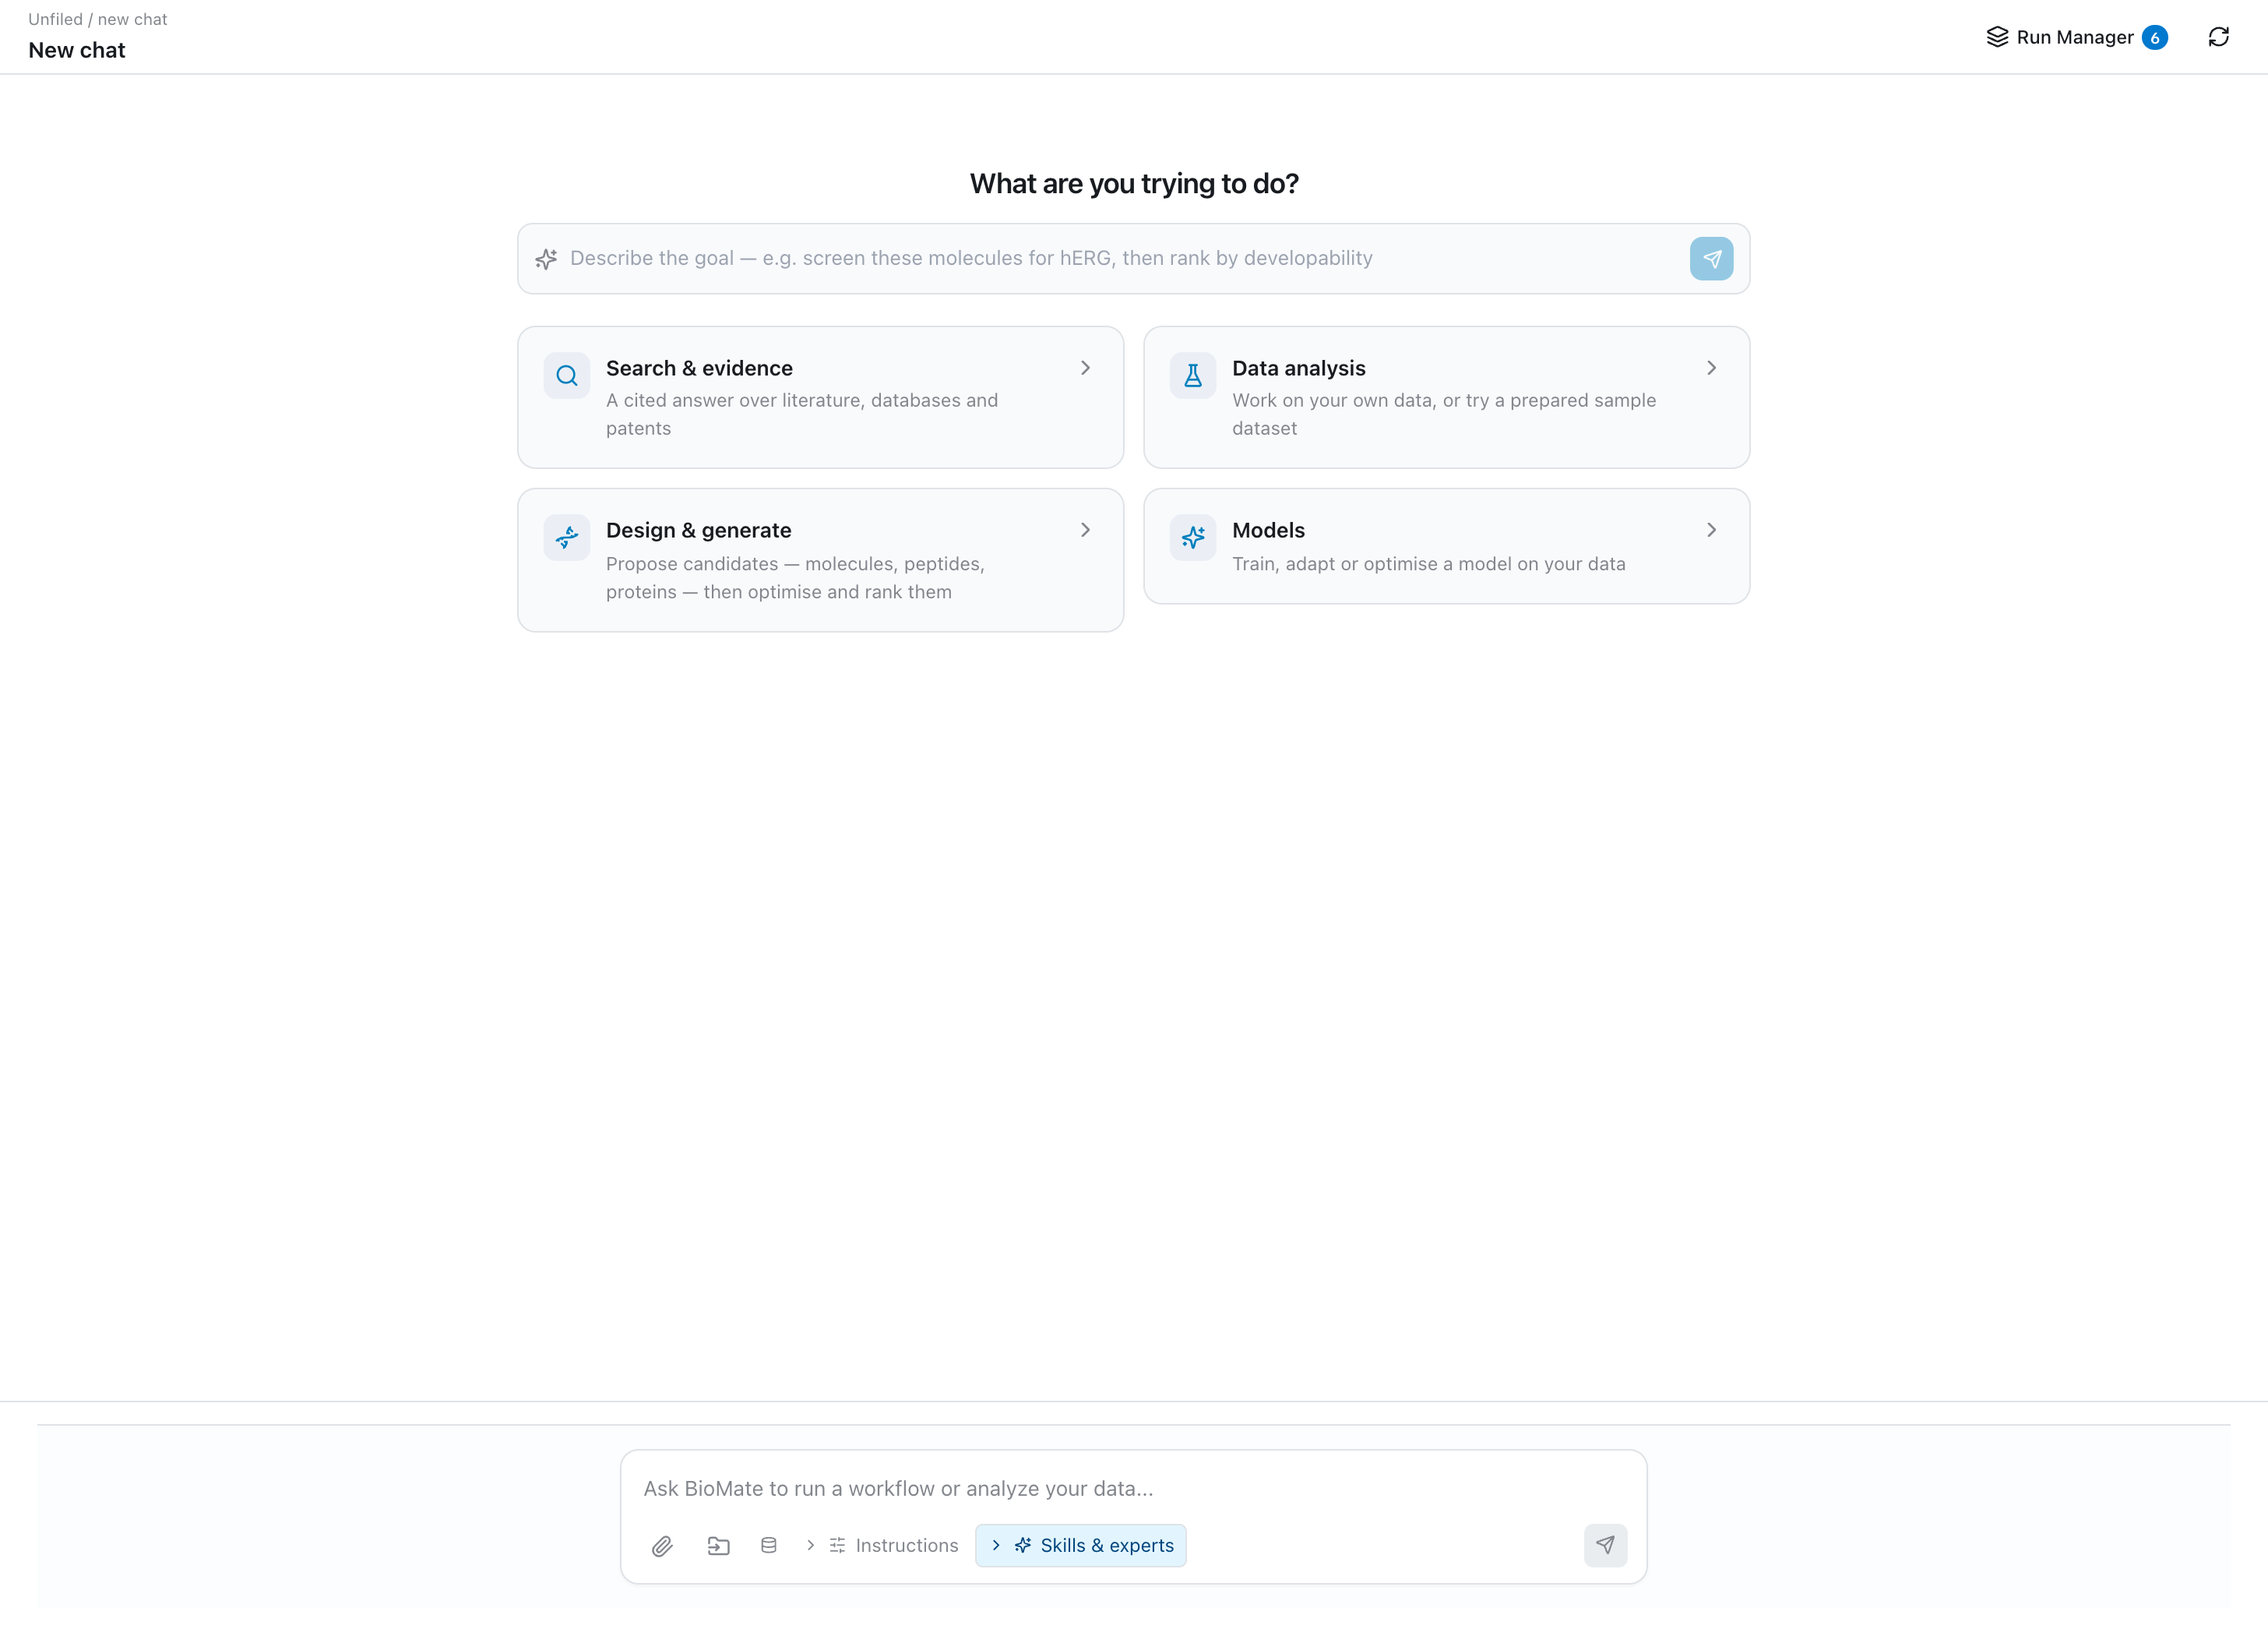 Unfiled / new chat
New chat
Run Manager 6
What are you trying to do?
Describe the goal — e.g. screen these molecules for hERG, then rank by developability
Search & evidence
A cited answer over literature, databases and
patents
Data analysis
Work on your own data, or try a prepared sample
dataset
Design & generate
Propose candidates — molecules, peptides,
proteins — then optimise and rank them
Models
Train, adapt or optimise a model on your data
Ask BioMate to run a workflow or analyze your data...
Instructions
Skills & experts